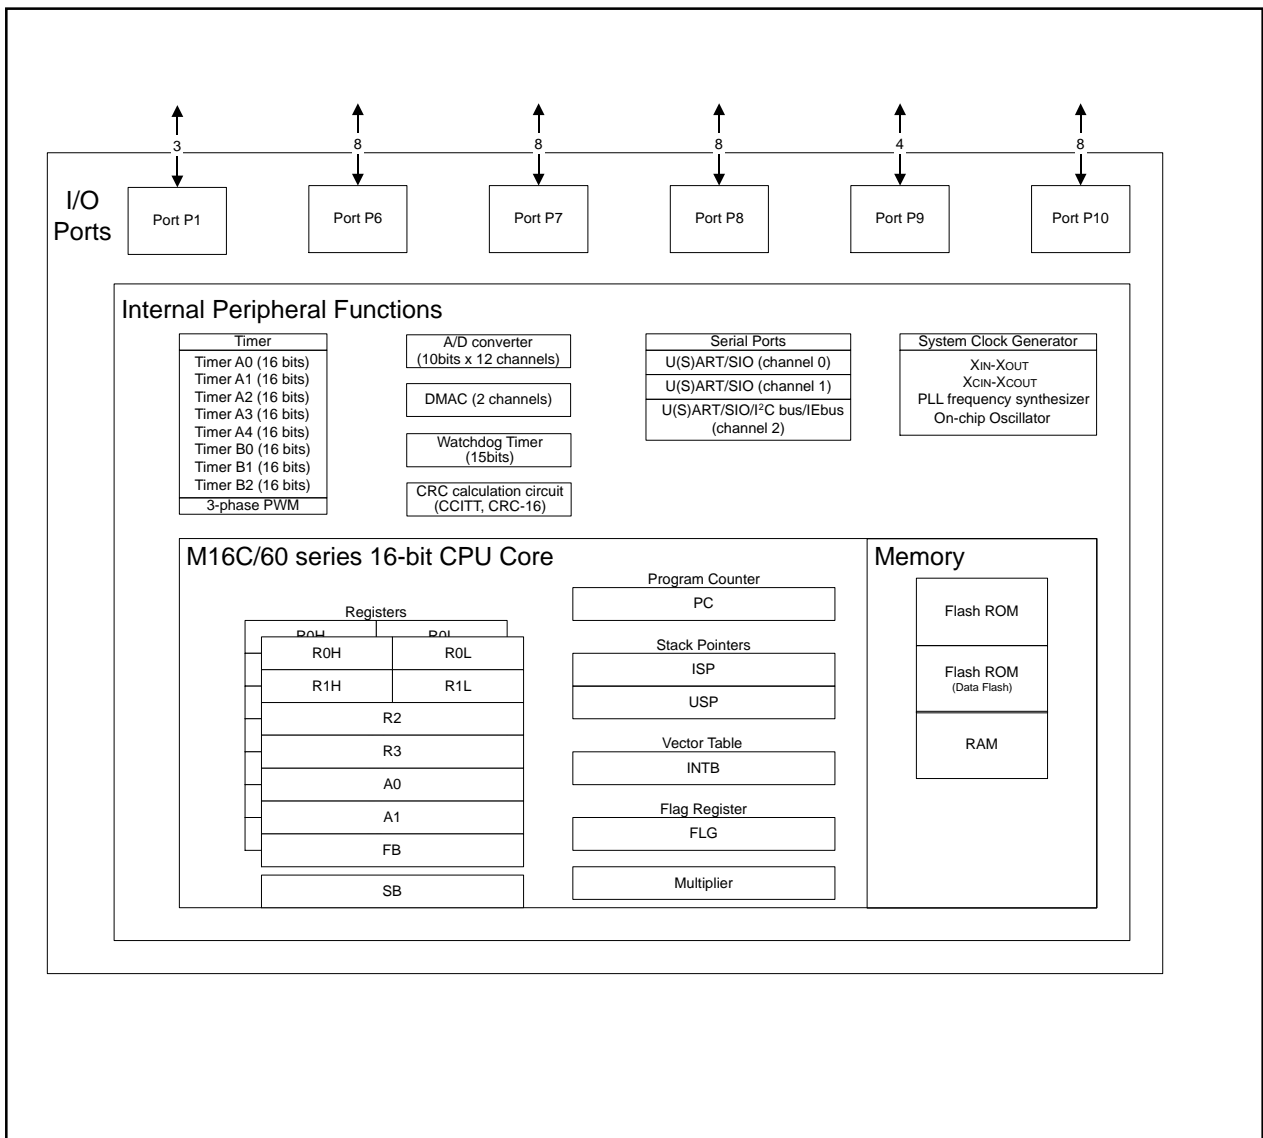 3
8
8
8
4
8
I/O
Ports
Port P1
Port P6
Port P7
Port P8
Port P9
Port P10
Internal Peripheral Functions
Timer
Timer A0 (16 bits)
Timer A1 (16 bits)
Timer A2 (16 bits)
Timer A3 (16 bits)
Timer A4 (16 bits)
Timer B0 (16 bits)
Timer B1 (16 bits)
Timer B2 (16 bits)
3-phase PWM
A/D converter
(10bits x 12 channels)
DMAC (2 channels)
Watchdog Timer
(15bits)
CRC calculation circuit
(CCITT, CRC-16)
Serial Ports
U(S)ART/SIO (channel 0)
U(S)ART/SIO (channel 1)
U(S)ART/SIO/I²C bus/IEbus
(channel 2)
System Clock Generator
XIN-XOUT
XCIN-XCOUT
PLL frequency synthesizer
On-chip Oscillator
M16C/60 series 16-bit CPU Core
Registers
R0H R0L
R0H R0L
R1H R1L
R2
R3
A0
A1
FB
SB
Program Counter
PC
Stack Pointers
ISP
USP
Vector Table
INTB
Flag Register
FLG
Multiplier
Memory
Flash ROM
Flash ROM
(Data Flash)
RAM